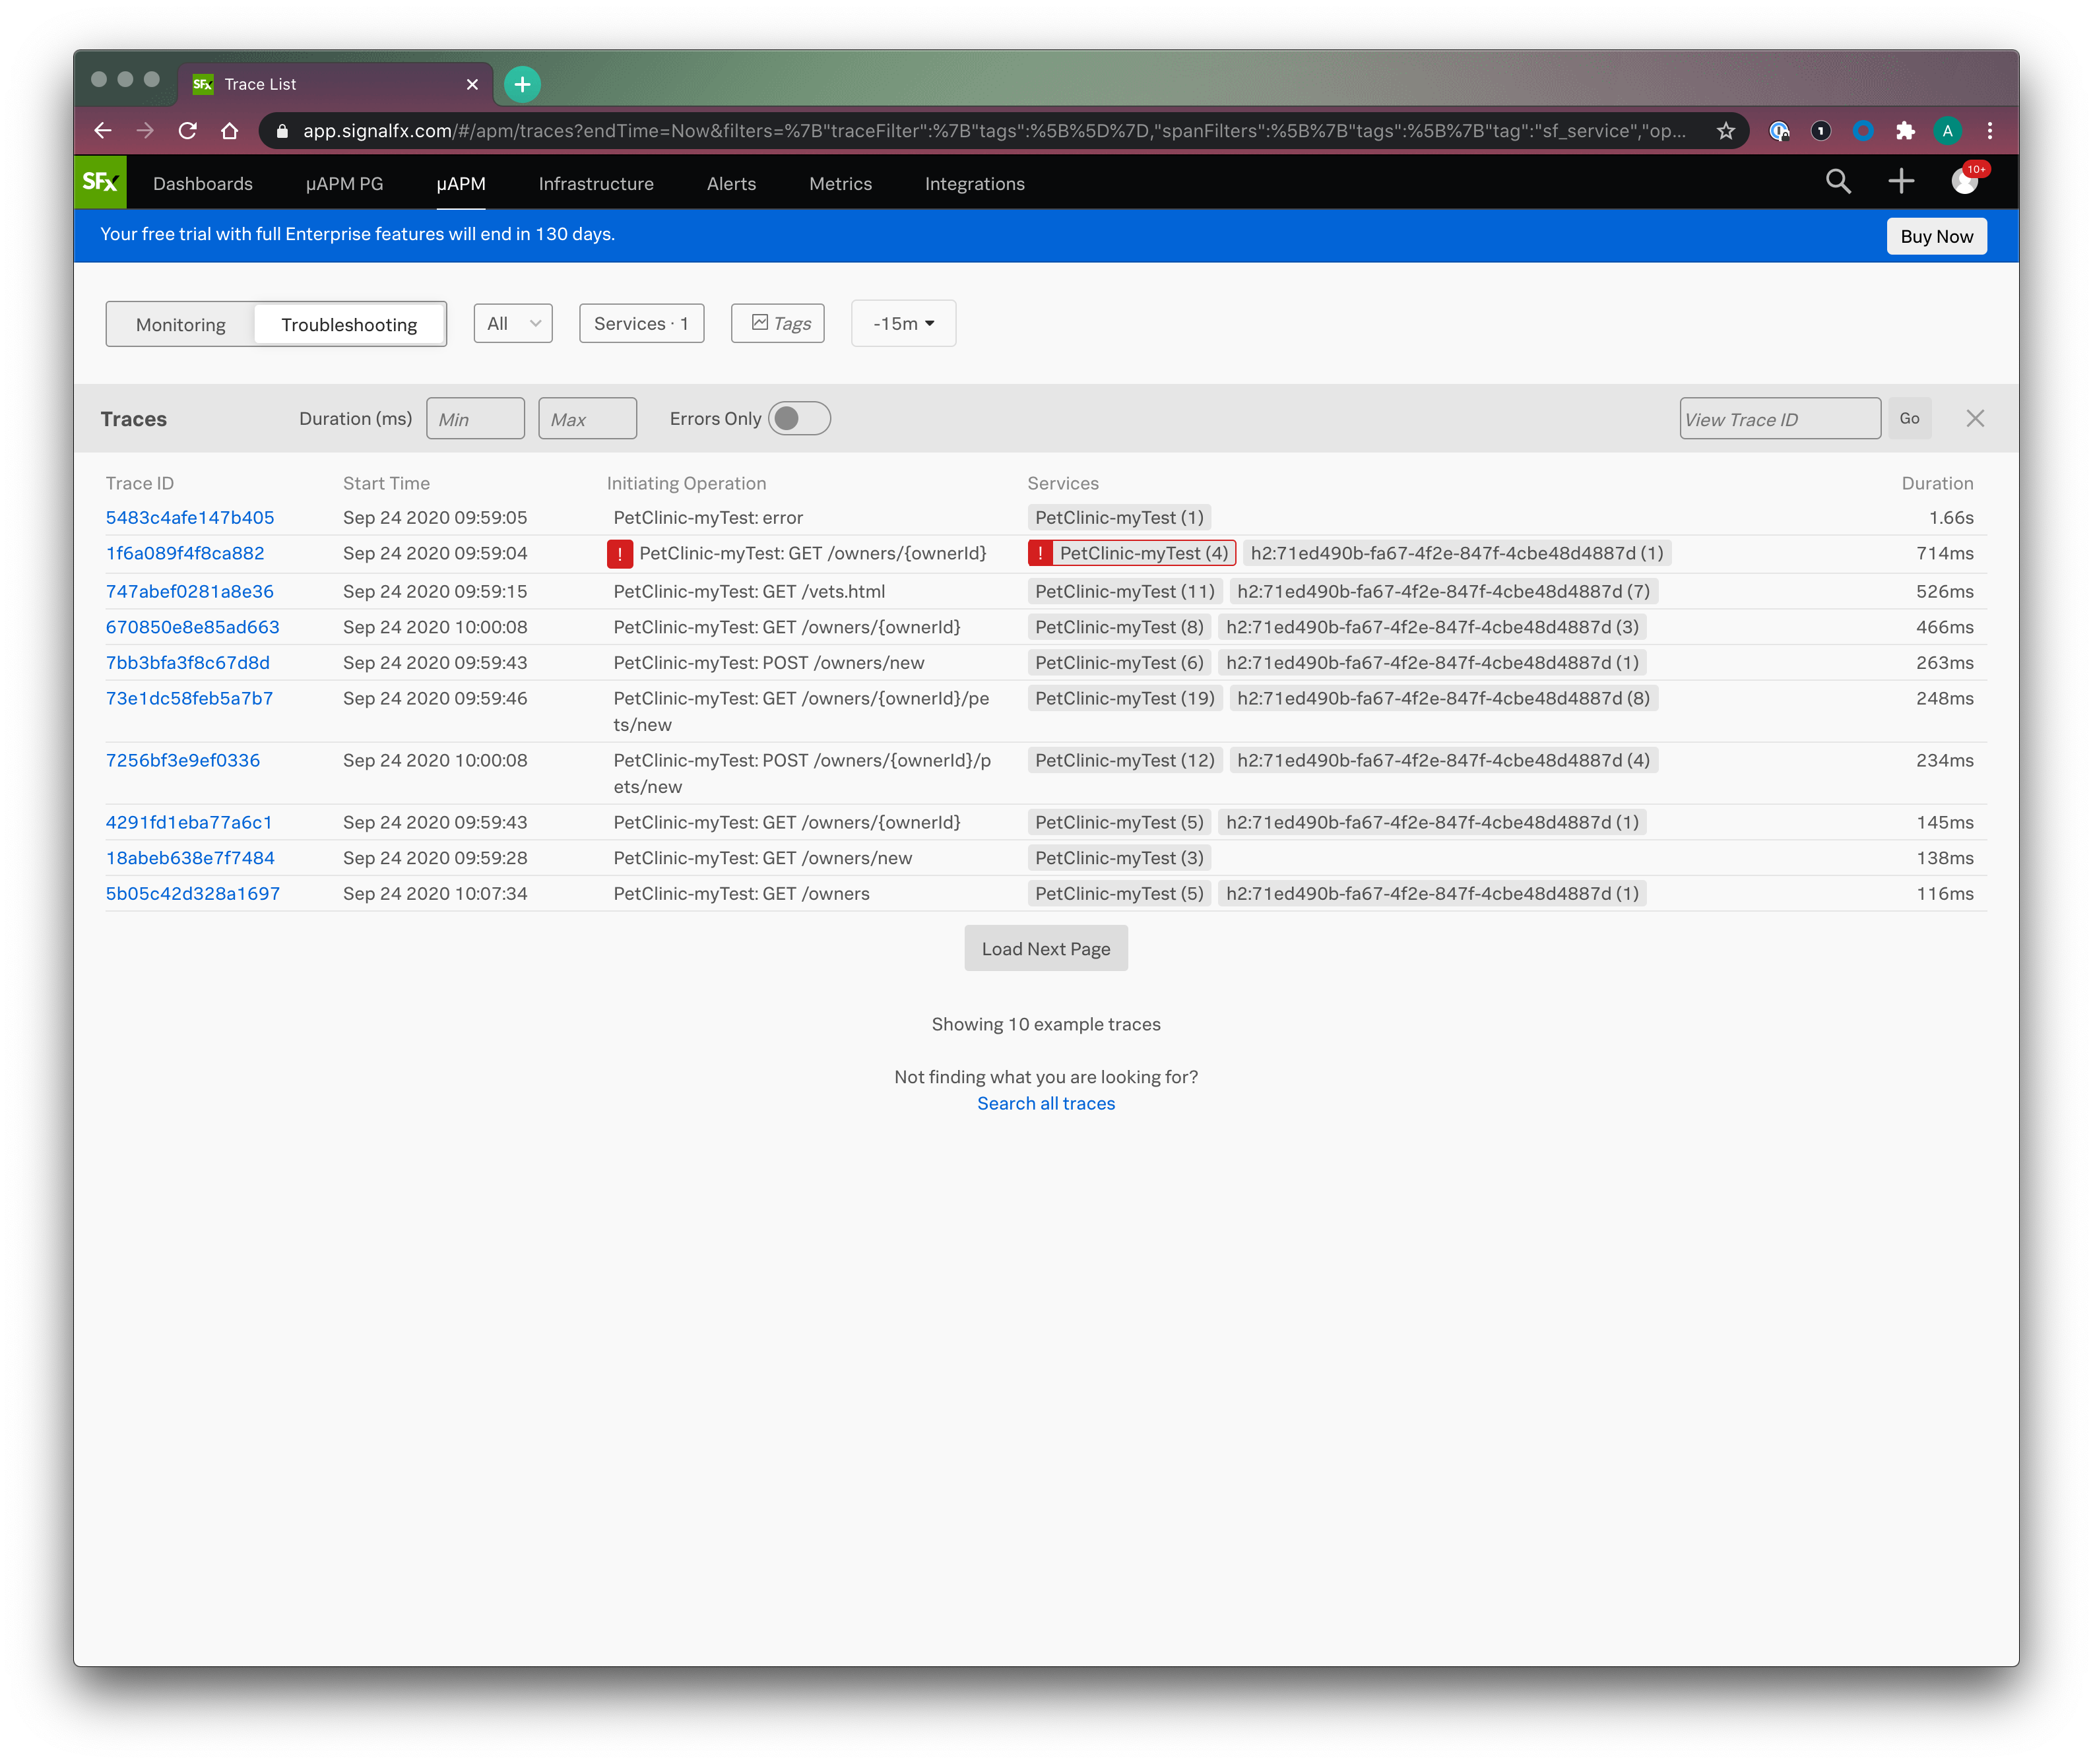 SFx Trace List
app.signalfx.com/#/apm/traces?endTime=Now&filters=%7B"traceFilter":%7B"tags":%5B%5D%7D,"spanFilters":%5B%7B"tags":%5B%7B"tag":"sf_service","op... 1 A
SFx Dashboards µAPM PG µAPM Infrastructure Alerts Metrics Integrations 10+
Your free trial with full Enterprise features will end in 130 days. Buy Now
Monitoring Troubleshooting All Services · 1 Tags -15m
Traces Duration (ms) Min Max Errors Only View Trace ID Go
Trace ID Start Time Initiating Operation Services Duration
5483c4afe147b405 Sep 24 2020 09:59:05 PetClinic-myTest: error PetClinic-myTest (1) 1.66s
1f6a089f4f8ca882 Sep 24 2020 09:59:04 ! PetClinic-myTest: GET /owners/{ownerId} ! PetClinic-myTest (4) h2:71ed490b-fa67-4f2e-847f-4cbe48d4887d (1) 714ms
747abef0281a8e36 Sep 24 2020 09:59:15 PetClinic-myTest: GET /vets.html PetClinic-myTest (11) h2:71ed490b-fa67-4f2e-847f-4cbe48d4887d (7) 526ms
670850e8e85ad663 Sep 24 2020 10:00:08 PetClinic-myTest: GET /owners/{ownerId} PetClinic-myTest (8) h2:71ed490b-fa67-4f2e-847f-4cbe48d4887d (3) 466ms
7bb3bfa3f8c67d8d Sep 24 2020 09:59:43 PetClinic-myTest: POST /owners/new PetClinic-myTest (6) h2:71ed490b-fa67-4f2e-847f-4cbe48d4887d (1) 263ms
73e1dc58feb5a7b7 Sep 24 2020 09:59:46 PetClinic-myTest: GET /owners/{ownerId}/pe PetClinic-myTest (19) h2:71ed490b-fa67-4f2e-847f-4cbe48d4887d (8) 248ms
ts/new
7256bf3e9ef0336 Sep 24 2020 10:00:08 PetClinic-myTest: POST /owners/{ownerId}/p PetClinic-myTest (12) h2:71ed490b-fa67-4f2e-847f-4cbe48d4887d (4) 234ms
ets/new
4291fd1eba77a6c1 Sep 24 2020 09:59:43 PetClinic-myTest: GET /owners/{ownerId} PetClinic-myTest (5) h2:71ed490b-fa67-4f2e-847f-4cbe48d4887d (1) 145ms
18abeb638e7f7484 Sep 24 2020 09:59:28 PetClinic-myTest: GET /owners/new PetClinic-myTest (3) 138ms
5b05c42d328a1697 Sep 24 2020 10:07:34 PetClinic-myTest: GET /owners PetClinic-myTest (5) h2:71ed490b-fa67-4f2e-847f-4cbe48d4887d (1) 116ms
Load Next Page
Showing 10 example traces
Not finding what you are looking for?
Search all traces